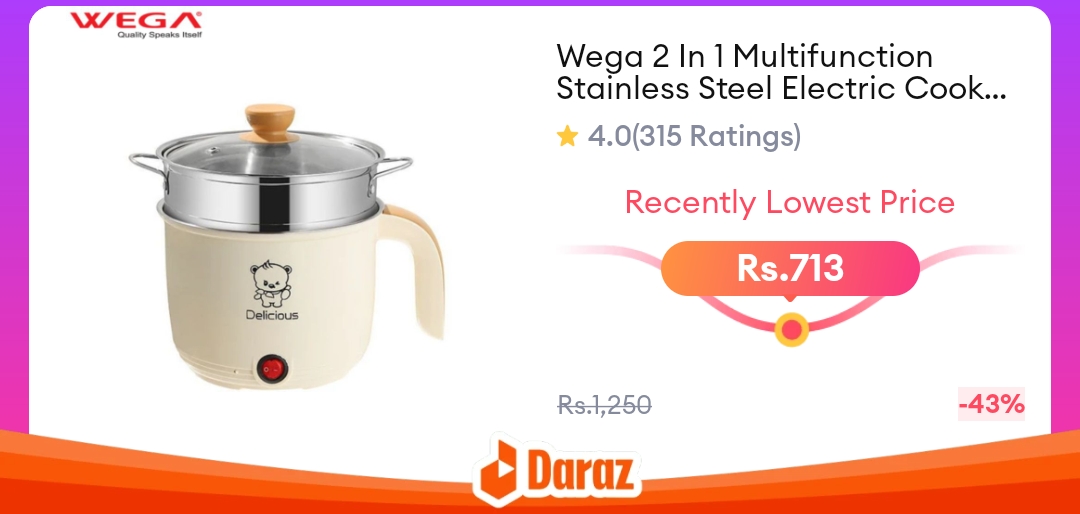 WEGA
Quality Speaks Itself
Wega 2 In 1 Multifunction
Stainless Steel Electric Cook...
4.0(315 Ratings)
Recently Lowest Price
Rs.713
Delicious
Rs.1,250
-43%
Daraz